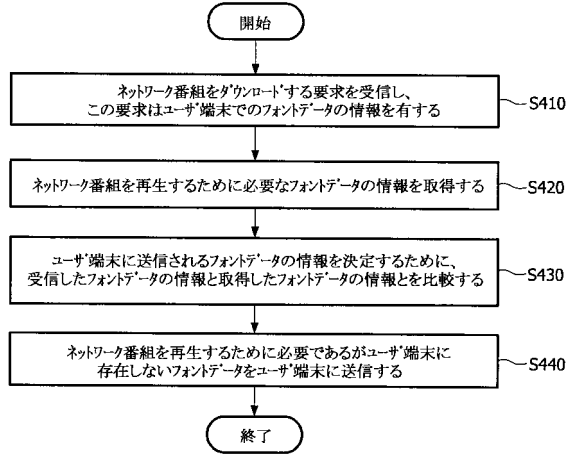 開始
ネットワーク番組をダウンロードする要求を受信し、
この要求はユーザ端末でのフォントデータの情報を有する
S410
ネットワーク番組を再生するために必要なフォントデータの情報を取得する
S420
ユーザ端末に送信されるフォントデータの情報を決定するために、
受信したフォントデータの情報と取得したフォントデータの情報とを比較する
S430
ネットワーク番組を再生するために必要であるがユーザ端末に
存在しないフォントデータをユーザ端末に送信する
S440
終了